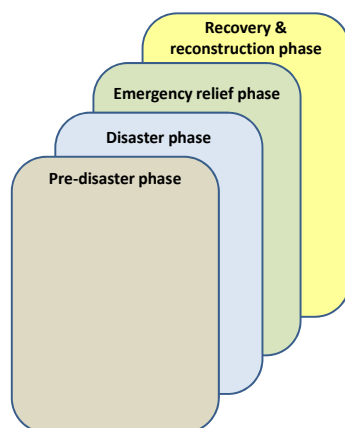 Recovery &
reconstruction phase
Emergency relief phase
Disaster phase
Pre-disaster phase